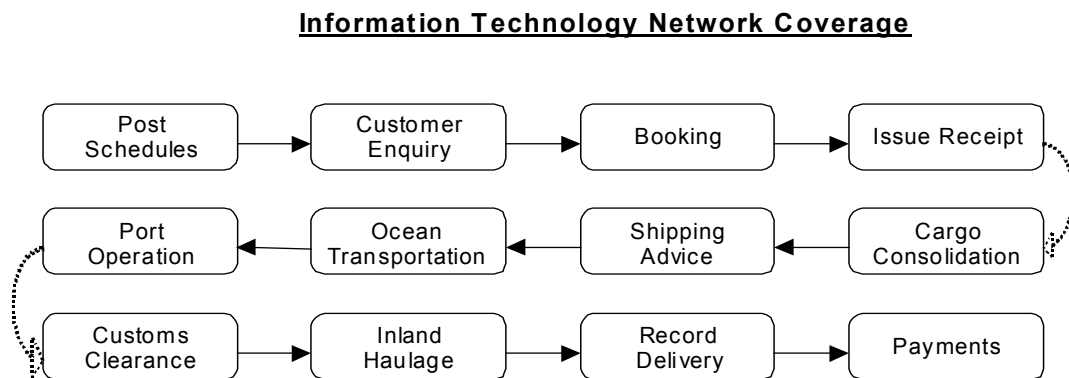 Information Technology Network Coverage
Post
Schedules
Customer
Enquiry
Booking
Issue Receipt
Port
Operation
Ocean
Transportation
Shipping
Advice
Cargo
Consolidation
Customs
Clearance
Inland
Haulage
Record
Delivery
Payments